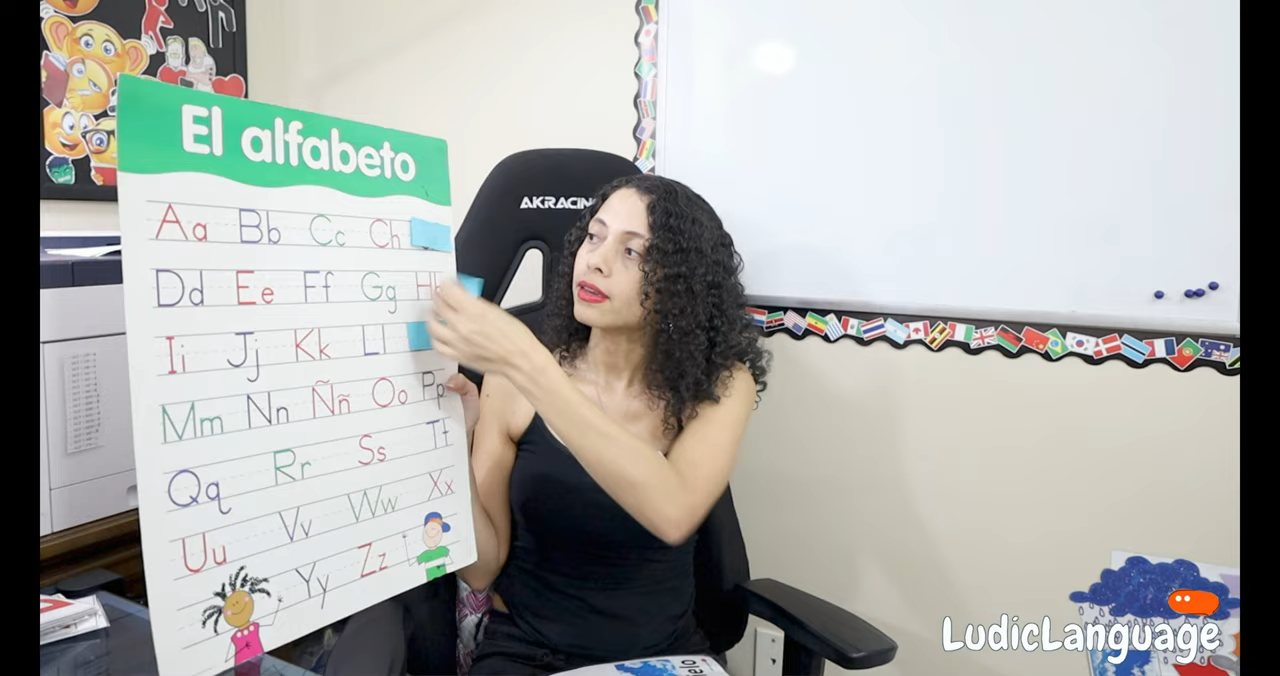 El alfabeto
AKRACING
Aa Bb Cc Ch
Dd Ee Ff Gg Hh
Ii Jj Kk Ll
Mm Nn Ññ Oo Pp
Qq Rr Ss Tt
Uu Vv Ww Xx
Yy Zz
LudicLanguage